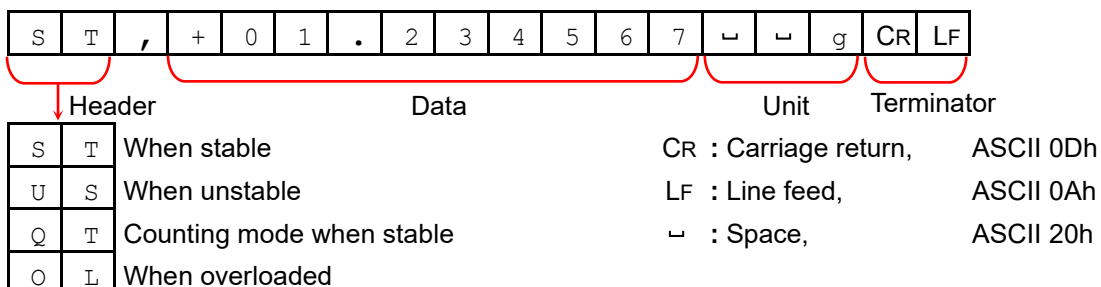 S T , + 0 1 . 2 3 4 5 6 7 ␣ ␣ g CR LF
Header Data Unit Terminator
S T When stable CR : Carriage return, ASCII 0Dh
U S When unstable LF : Line feed, ASCII 0Ah
Q T Counting mode when stable ␣ : Space, ASCII 20h
O L When overloaded